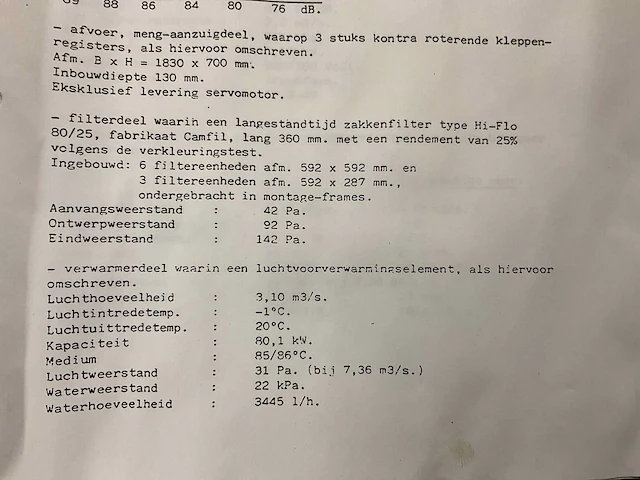 69 88 86 84 80 76 dB.
- afvoer, meng-aanzuigdeel, waarop 3 stuks kontra roterende kleppen-
registers, als hiervoor omschreven.
Afm. B x H = 1830 x 700 mm.
Inbouwdiepte 130 mm.
Eksklusief levering servomotor.
- filterdeel waarin een langestandtijd zakkenfilter type Hi-Flo
80/25, fabrikaat Camfil, lang 360 mm. met een rendement van 25%
volgens de verkleuringstest.
Ingebouwd: 6 filtereenheden afm. 592 x 592 mm. en
3 filtereenheden afm. 592 x 287 mm.,
ondergebracht in montage-frames.
Aanvangsweerstand : 42 Pa.
Ontwerpweerstand : 92 Pa.
Eindweerstand : 142 Pa.
- verwarmerdeel waarin een luchtvoorverwarmingselement, als hiervoor
omschreven.
Luchthoeveelheid : 3,10 m3/s.
Luchtintredetemp. : -1°C.
Luchtuittredetemp. : 20°C.
Kapaciteit : 80,1 kW.
Medium : 85/86°C.
Luchtweerstand : 31 Pa. (bij 7,36 m3/s.)
Waterweerstand : 22 kPa.
Waterhoeveelheid : 3445 l/h.